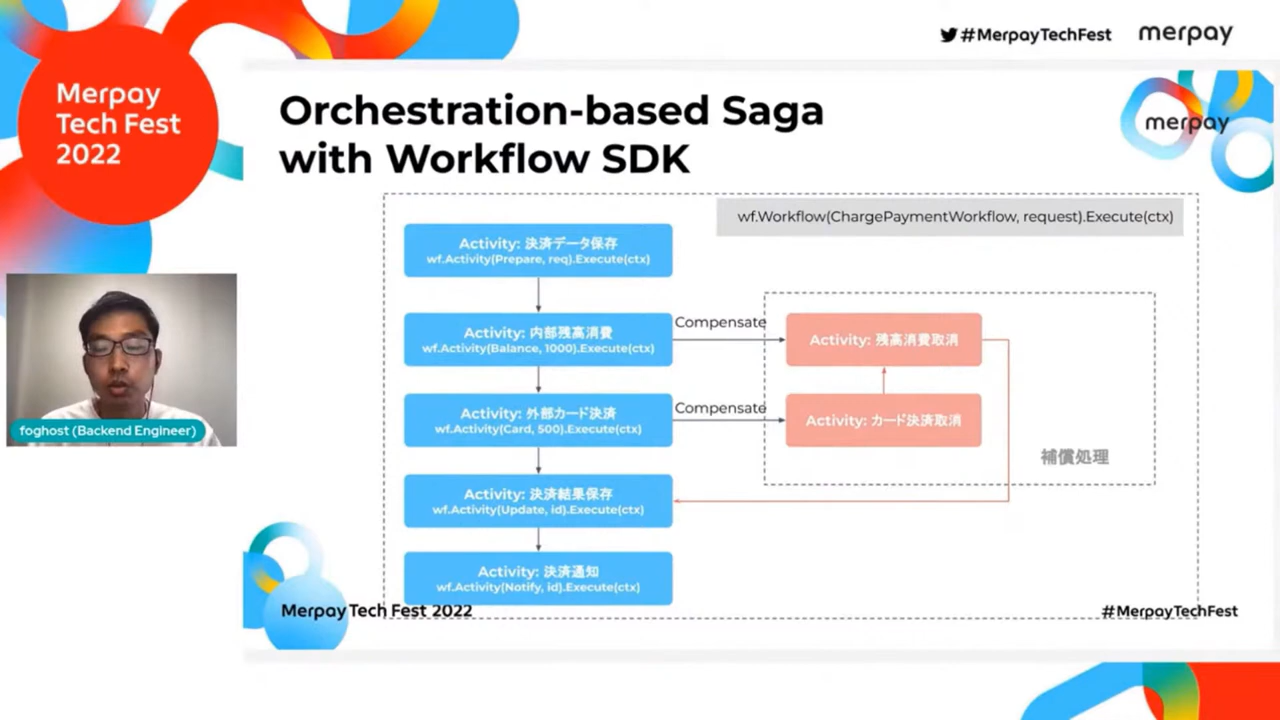 Merpay
Tech Fest
2022
#MerpayTechFest
merpay
Orchestration-based Saga
with Workflow SDK
merpay
wf.Workflow(ChargePaymentWorkflow, request).Execute(ctx)
Activity: 決済データ保存
wf.Activity(Prepare, req).Execute(ctx)
Activity: 内部残高消費
wf.Activity(Balance, 1000).Execute(ctx)
Compensate
Activity: 残高消費取消
Activity: 外部カード決済
wf.Activity(Card, 500).Execute(ctx)
Compensate
Activity: カード決済取消
補償処理
Activity: 決済結果保存
wf.Activity(Update, id).Execute(ctx)
Activity: 決済通知
wf.Activity(Notify, id).Execute(ctx)
foghost (Backend Engineer)
Merpay Tech Fest 2022
#MerpayTechFest